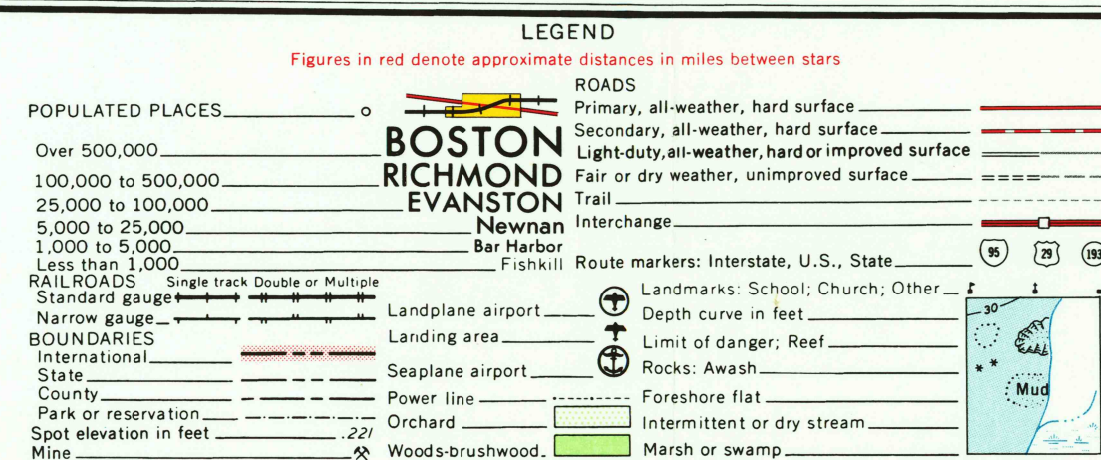 LEGEND
Figures in red denote approximate distances in miles between stars
POPULATED PLACES
Over 500,000 BOSTON
100,000 to 500,000 RICHMOND
25,000 to 100,000 EVANSTON
5,000 to 25,000 Newnan
1,000 to 5,000 Bar Harbor
Less than 1,000 Fishkill
RAILROADS Single track Double or Multiple
Standard gauge
Narrow gauge
BOUNDARIES
International
State
County
Park or reservation
Spot elevation in feet .221
Mine
Landplane airport
Landing area
Seaplane airport
Power line
Orchard
Woods-brushwood
ROADS
Primary, all-weather, hard surface
Secondary, all-weather, hard surface
Light-duty, all-weather, hard or improved surface
Fair or dry weather, unimproved surface
Trail
Interchange
Route markers: Interstate, U.S., State 95 29 193
Landmarks: School; Church; Other
Depth curve in feet 30
Limit of danger; Reef
Rocks: Awash
Foreshore flat Mud
Intermittent or dry stream
Marsh or swamp